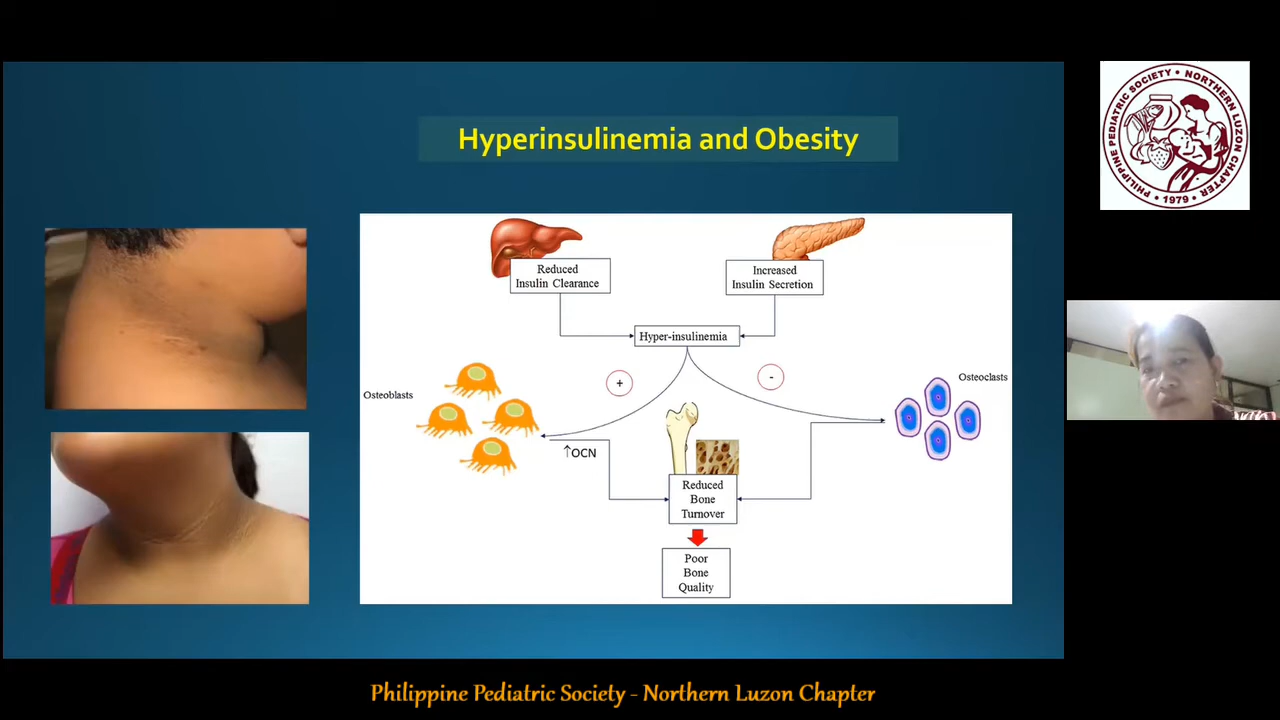 Hyperinsulinemia and Obesity
Reduced
Insulin Clearance
Increased
Insulin Secretion
Hyper-insulinemia
+
-
Osteoblasts
Osteoclasts
↑OCN
Reduced
Bone
Turnover
Poor
Bone
Quality
PHILIPPINE PEDIATRIC SOCIETY • NORTHERN LUZON CHAPTER
• 1979 •
Philippine Pediatric Society - Northern Luzon Chapter